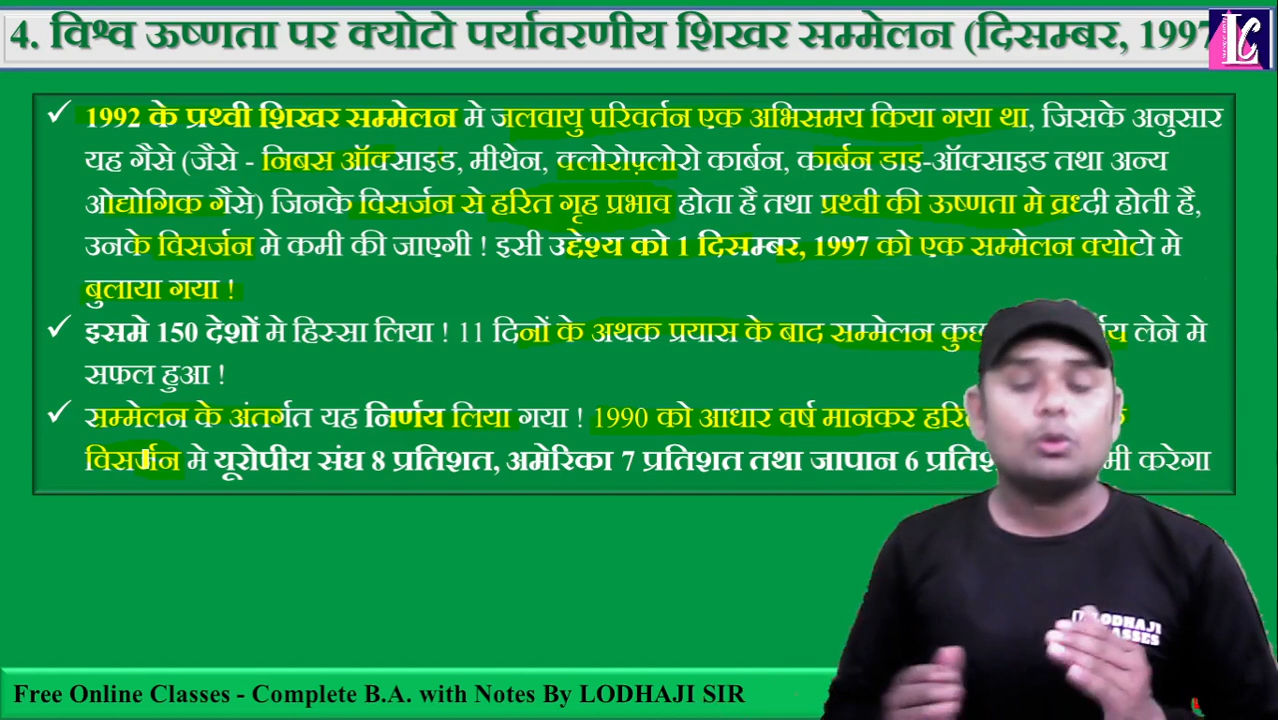 4. विश्व ऊष्णता पर क्योटो पर्यावरणीय शिखर सम्मेलन (दिसम्बर, 1997
LC
✓ 1992 के प्रथ्वी शिखर सम्मेलन मे जलवायु परिवर्तन एक अभिसमय किया गया था, जिसके अनुसार
यह गैसे (जैसे - निबस ऑक्साइड, मीथेन, क्लोरोफ़्लोरो कार्बन, कार्बन डाइ-ऑक्साइड तथा अन्य
ओद्योगिक गैसे) जिनके विसर्जन से हरित गृह प्रभाव होता है तथा प्रथ्वी की ऊष्णता मे व्रध्दी होती है,
उनके विसर्जन मे कमी की जाएगी ! इसी उद्देश्य को 1 दिसम्बर, 1997 को एक सम्मेलन क्योटो मे
बुलाया गया !
✓ इसमे 150 देशों मे हिस्सा लिया ! 11 दिनों के अथक प्रयास के बाद सम्मेलन लेने मे
सफल हुआ !
✓ सम्मेलन के अंतर्गत यह निर्णय लिया गया ! 1990 को आधार वर्ष मानकर
विसर्जन मे यूरोपीय संघ 8 प्रतिशत, अमेरिका 7 प्रतिशत तथा जापान 6 करेगा
LODHAJI
CLASSES
Free Online Classes - Complete B.A. with Notes By LODHAJI SIR